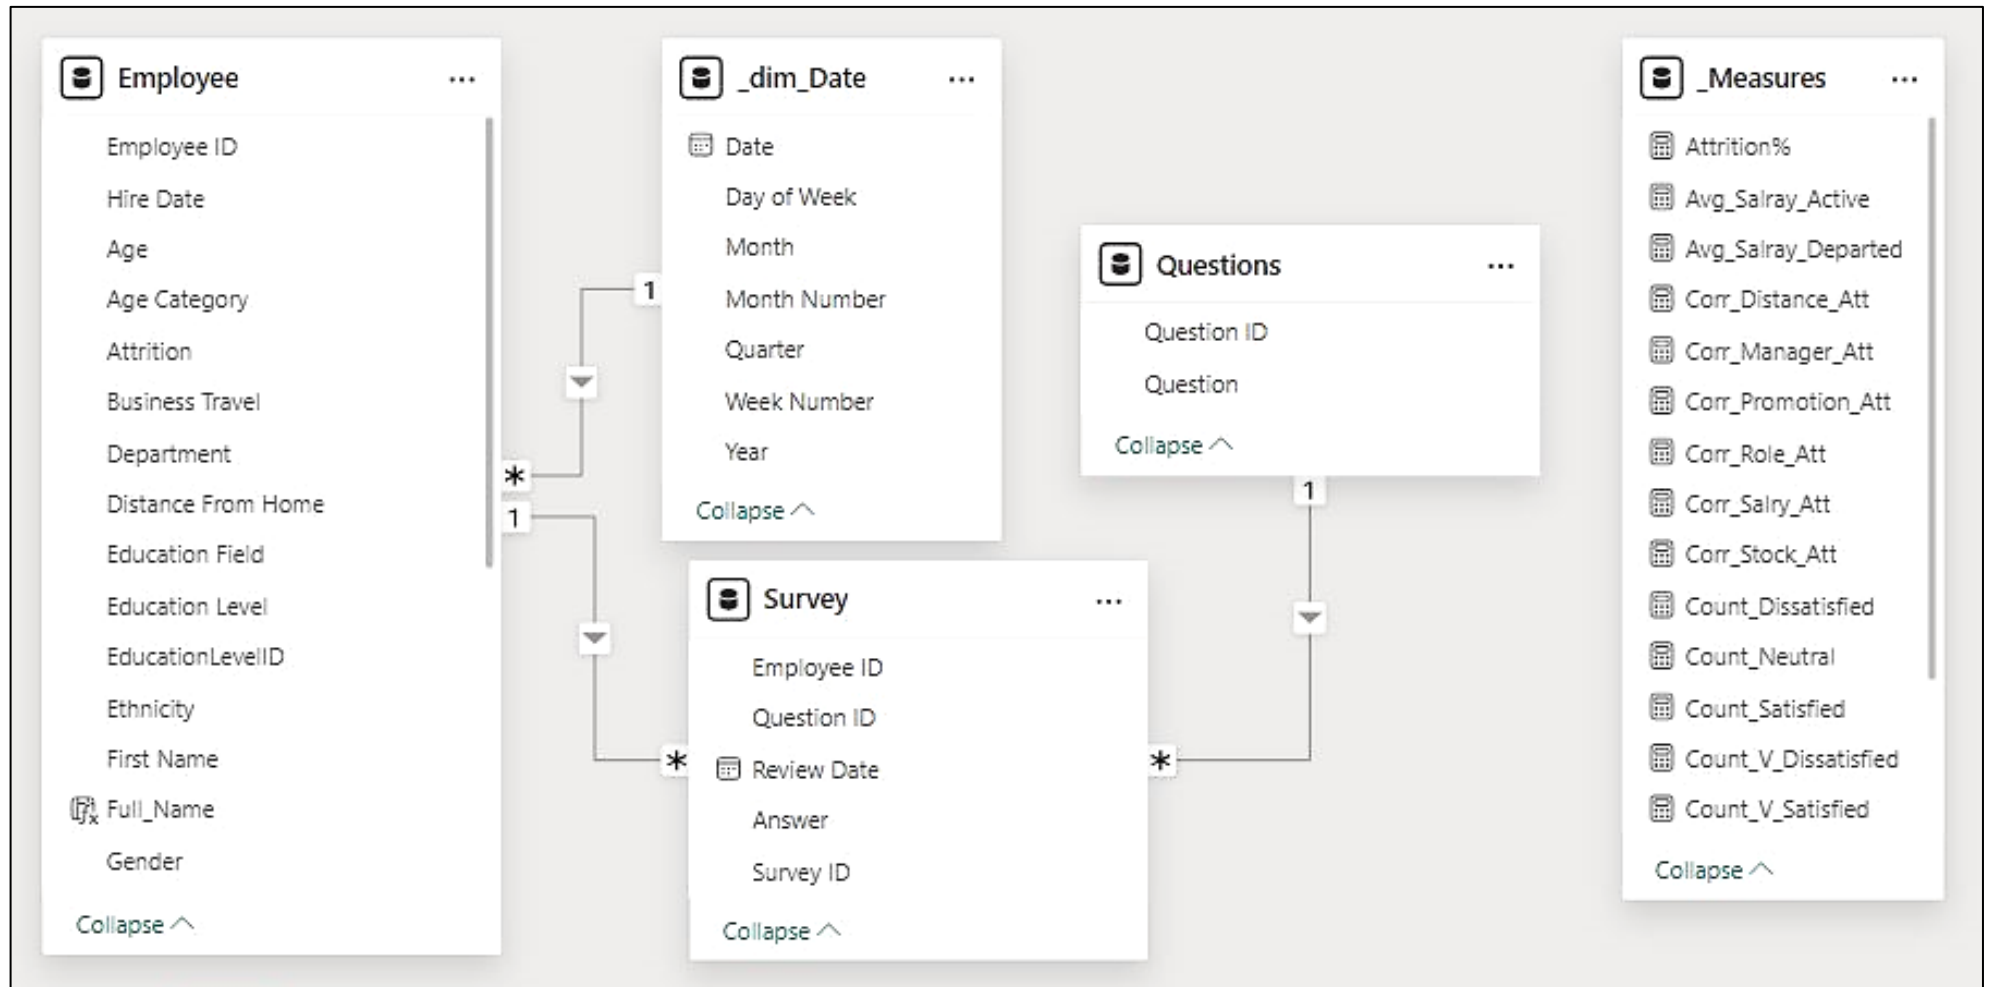 Employee
...
Employee ID
Hire Date
Age
Age Category
Attrition
Business Travel
Department
Distance From Home
Education Field
Education Level
EducationLevelID
Ethnicity
First Name
Full_Name
Gender
Collapse
_dim_Date
...
Date
Day of Week
Month
Month Number
Quarter
Week Number
Year
Collapse
1
*
1
*
Survey
...
Employee ID
Question ID
Review Date
Answer
Survey ID
Collapse
Questions
...
Question ID
Question
Collapse
1
*
_Measures
...
Attrition%
Avg_Salray_Active
Avg_Salray_Departed
Corr_Distance_Att
Corr_Manager_Att
Corr_Promotion_Att
Corr_Role_Att
Corr_Salry_Att
Corr_Stock_Att
Count_Dissatisfied
Count_Neutral
Count_Satisfied
Count_V_Dissatisfied
Count_V_Satisfied
Collapse